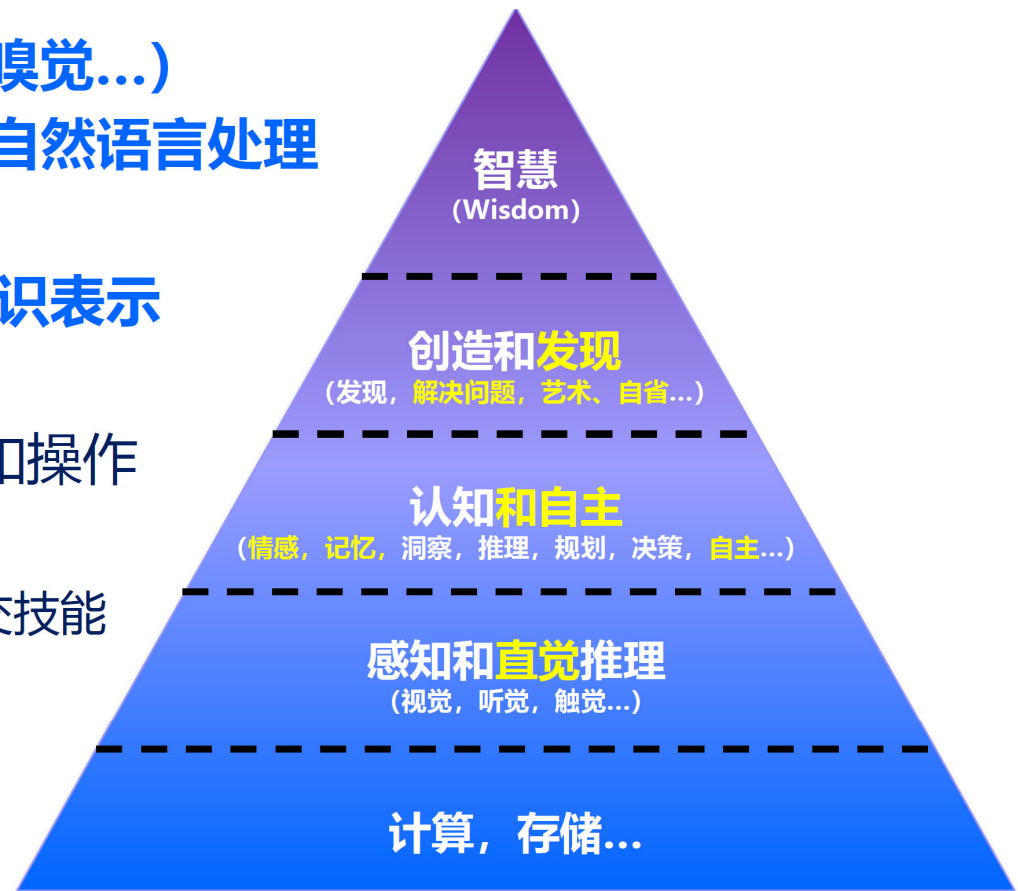 嗅觉...）
自然语言处理
识表示
和操作
交技能
智慧
（Wisdom）
创造和发现
（发现，解决问题，艺术、自省...）
认知和自主
（情感，记忆，洞察，推理，规划，决策，自主...）
感知和直觉推理
（视觉，听觉，触觉...）
计算，存储...